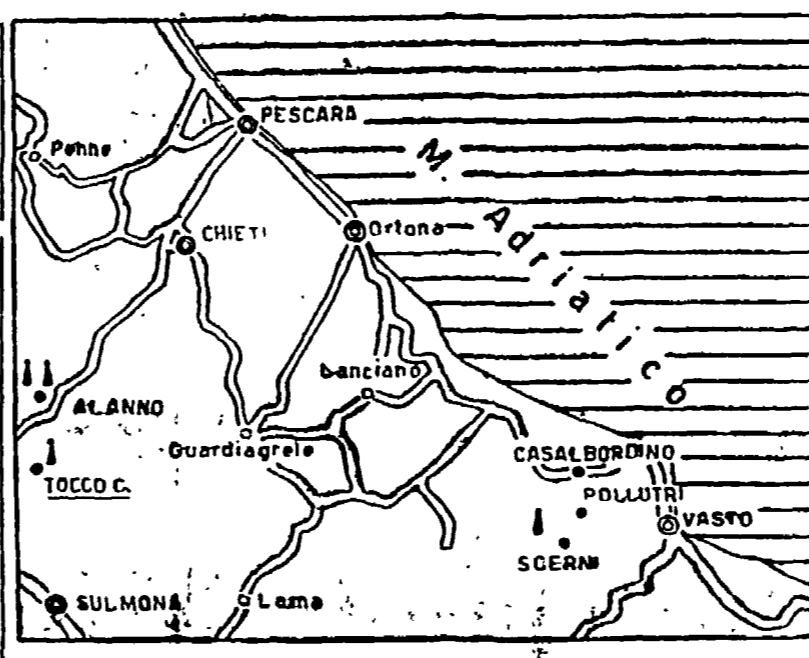 PESCARA
M. Adriatico
Penne
CHIETI
Ortona
Lanciano
ALANNO
Guardiagrele
CASALBORDINO
TOCCO C.
POLLUTRI
VASTO
SCERNI
SULMONA
Lama